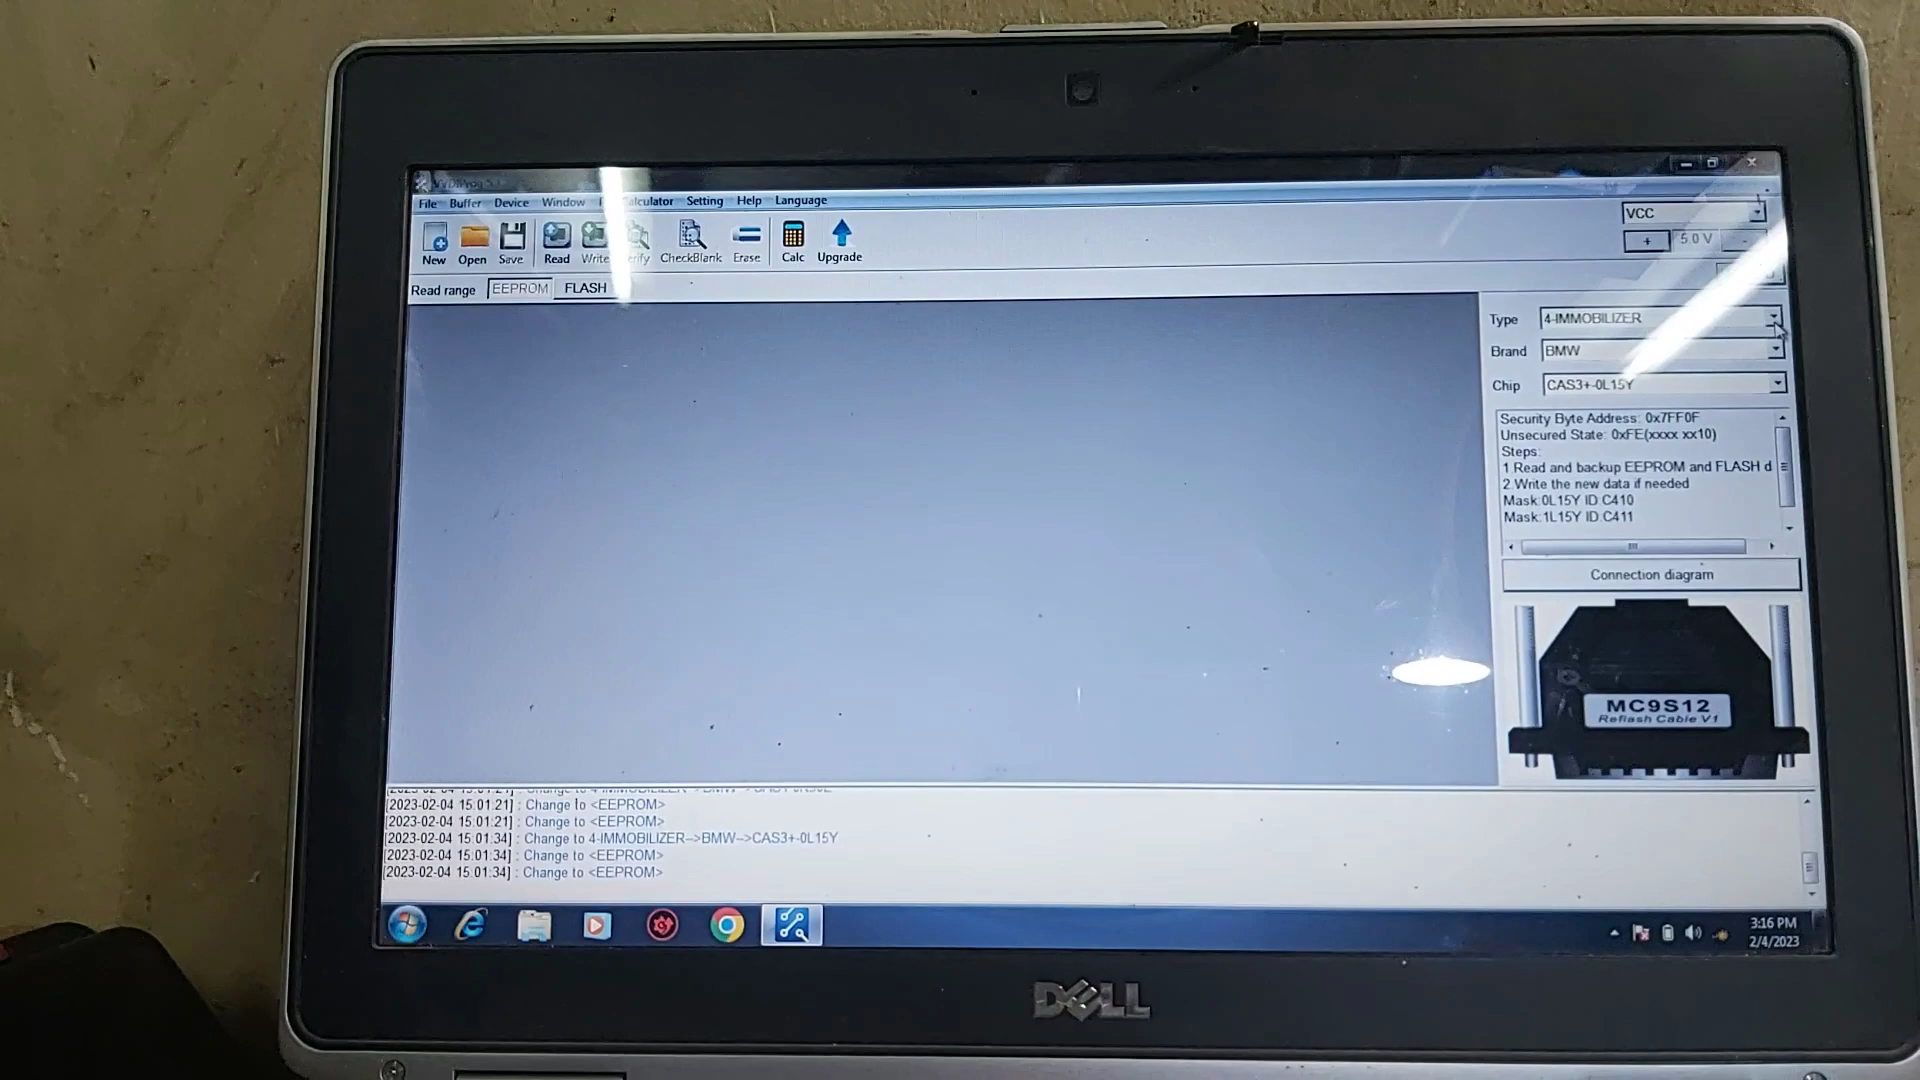 File Buffer Device Window Calculator Setting Help Language
New Open Save Read Write CheckBlank Erase Calc Upgrade
VCC
+ 5.0 V -
Read range EEPROM FLASH
Type 4-IMMOBILIZER
Brand BMW
Chip CAS3+-0L15Y
Security Byte Address: 0x7FF0F
Unsecured State: 0xFE(xxxx xx10)
Steps:
1.Read and backup EEPROM and FLASH d
2.Write the new data if needed
Mask:0L15Y ID:C410
Mask:1L15Y ID:C411
Connection diagram
MC9S12
Reflash Cable V1
[2023-02-04 15:01:21] : Change to <EEPROM>
[2023-02-04 15:01:21] : Change to <EEPROM>
[2023-02-04 15:01:34] : Change to 4-IMMOBILIZER-->BMW-->CAS3+-0L15Y
[2023-02-04 15:01:34] : Change to <EEPROM>
[2023-02-04 15:01:34] : Change to <EEPROM>
3:16 PM
2/4/2023
DELL